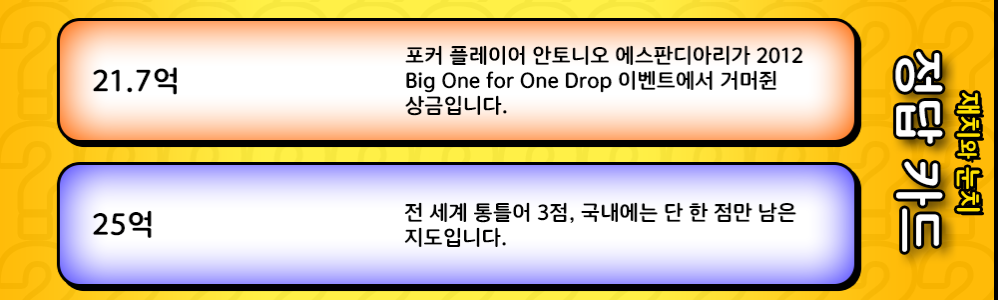 21.7억
포커 플레이어 안토니오 에스판디아리가 2012
Big One for One Drop 이벤트에서 거머쥔
상금입니다.
25억
전 세계 통틀어 3점, 국내에는 단 한 점만 남은
지도입니다.
재치와 눈치
정답 카드